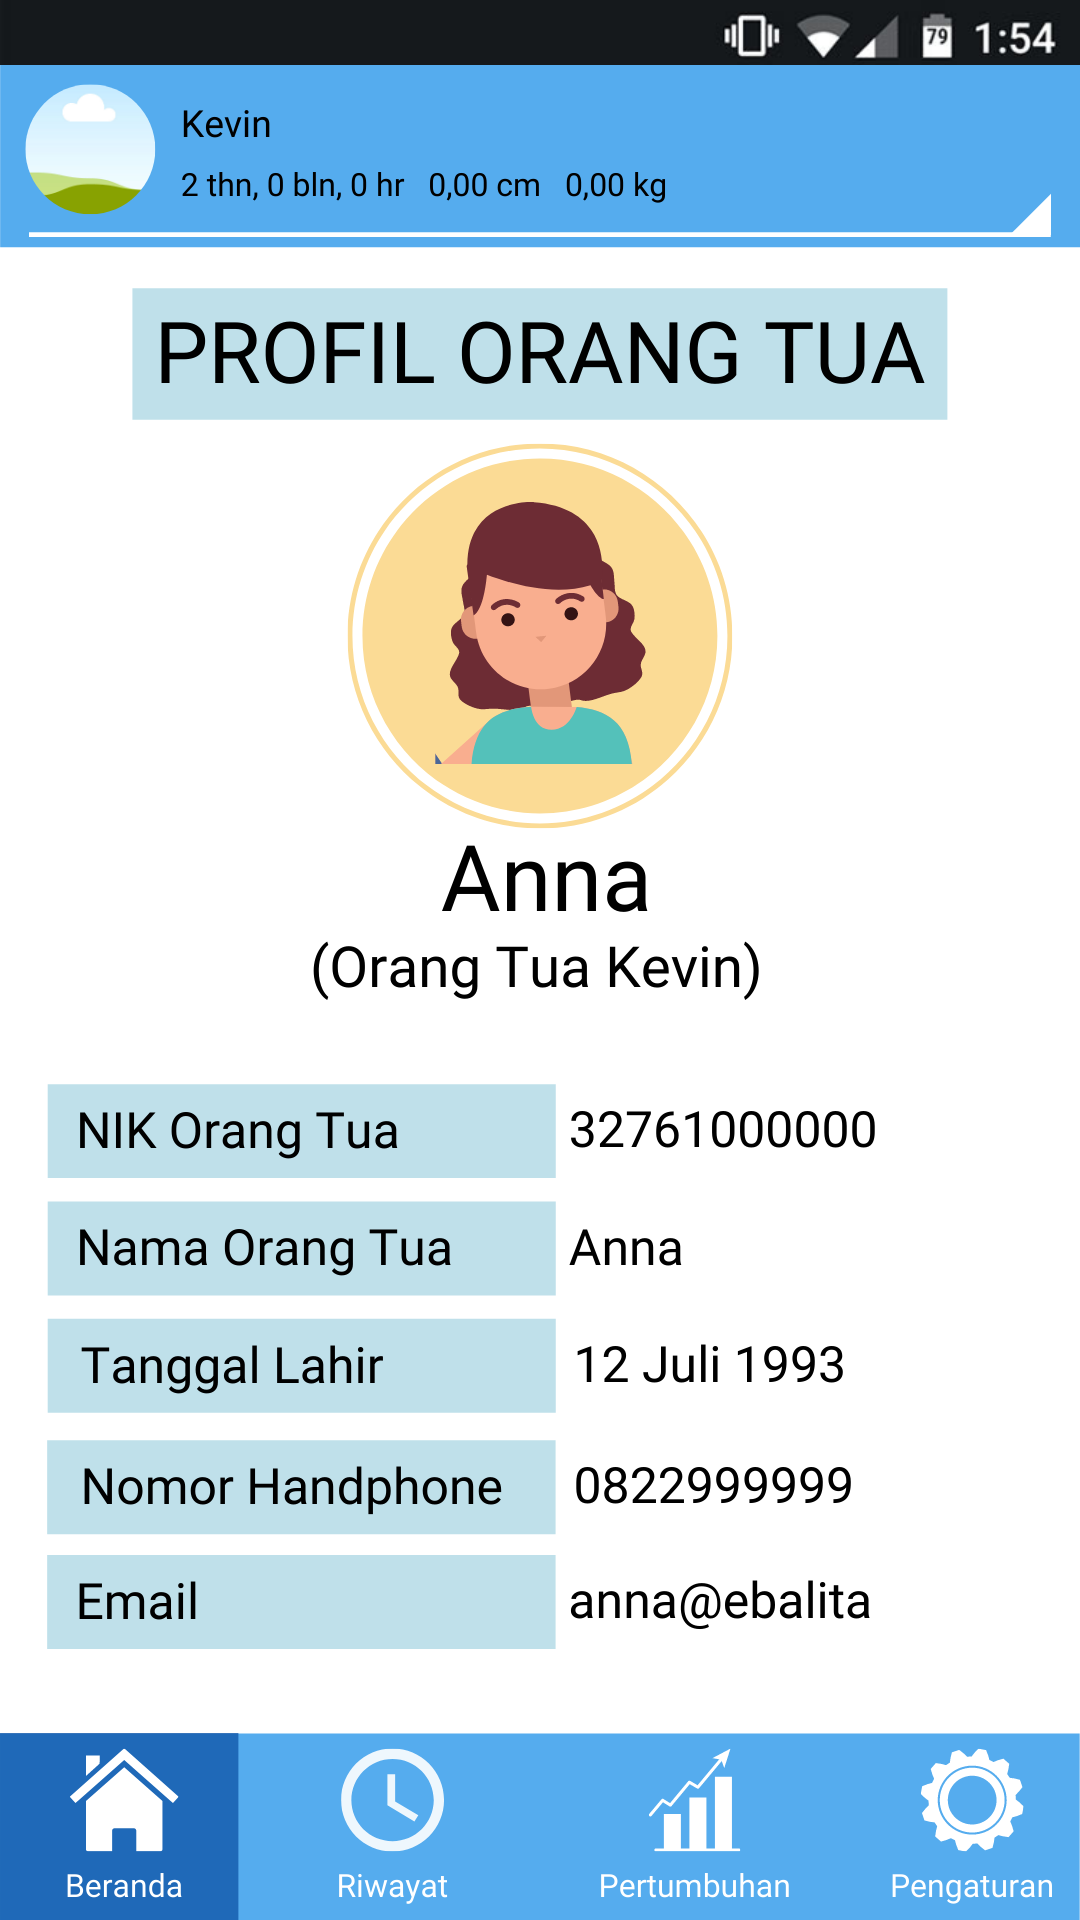 79 1:54
Kevin
2 thn, 0 bln, 0 hr 0,00 cm 0,00 kg
PROFIL ORANG TUA
Anna
(Orang Tua Kevin)
NIK Orang Tua 32761000000
Nama Orang Tua Anna
Tanggal Lahir 12 Juli 1993
Nomor Handphone 0822999999
Email anna@ebalita
Beranda Riwayat Pertumbuhan Pengaturan